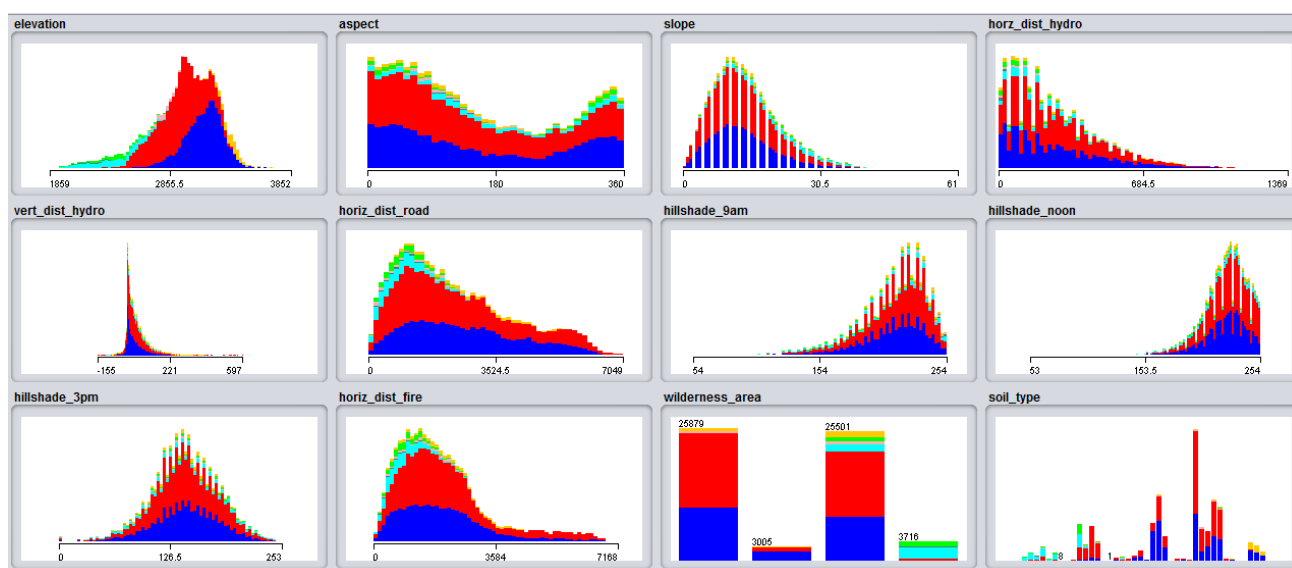 elevation
aspect
slope
horz_dist_hydro
1859 2855.5 3852
0 180 360
0 30.5 61
0 684.5 1369
vert_dist_hydro
horiz_dist_road
hillshade_9am
hillshade_noon
-155 221 597
0 3524.5 7049
54 154 254
53 153.5 254
hillshade_3pm
horiz_dist_fire
wilderness_area
soil_type
0 126.5 253
0 3584 7168
25879 3005 25501 3716
8 1